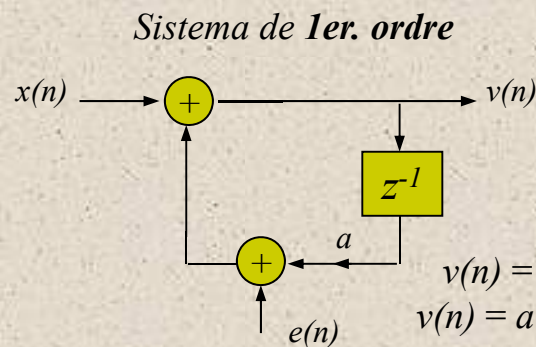 Sistema de 1er. ordre
x(n)
+
v(n)
z-1
a
+
v(n) =
v(n) = a
e(n)